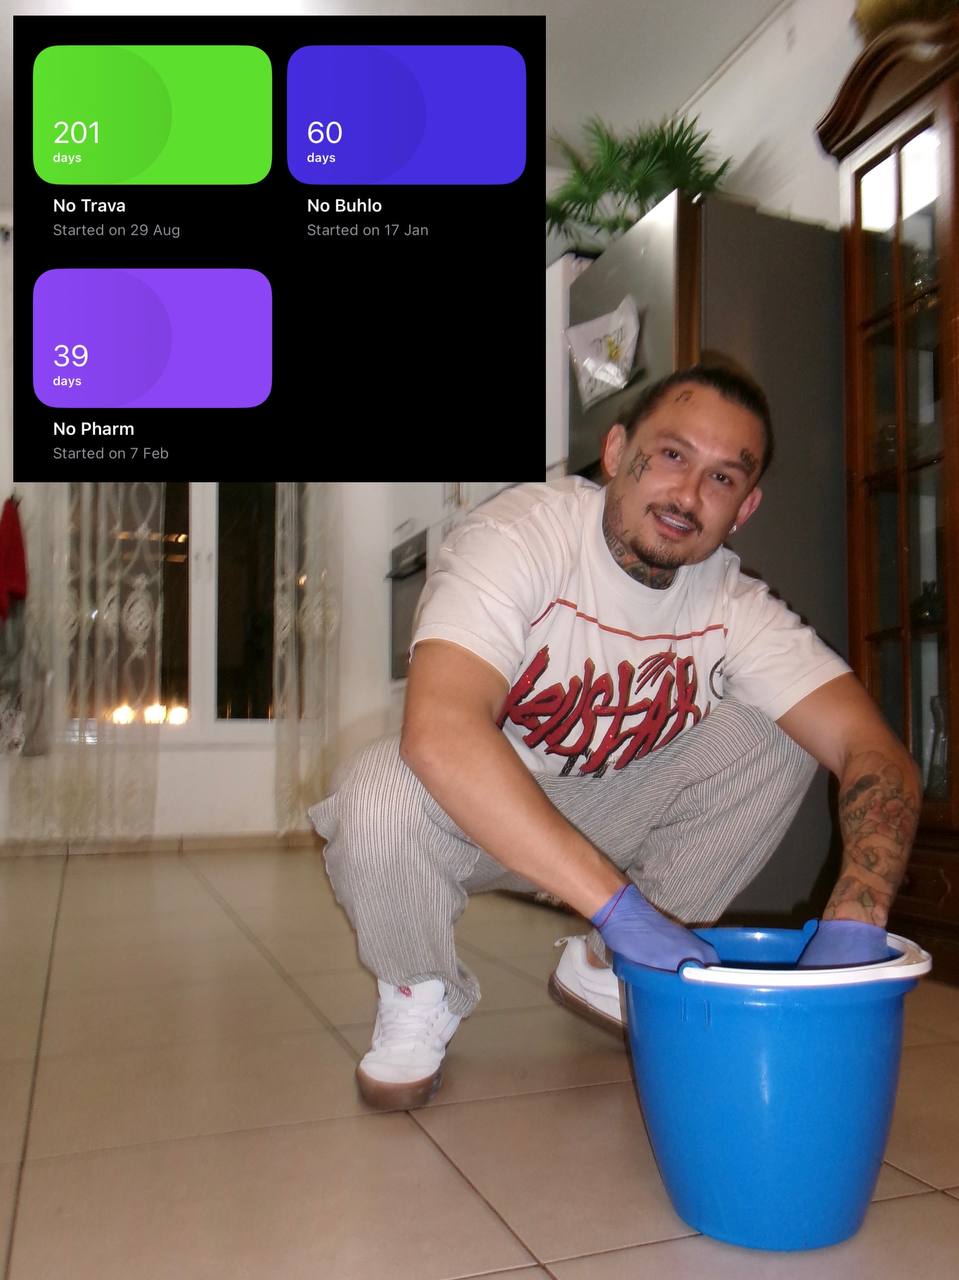 201
days
No Trava
Started on 29 Aug
60
days
No Buhlo
Started on 17 Jan
39
days
No Pharm
Started on 7 Feb